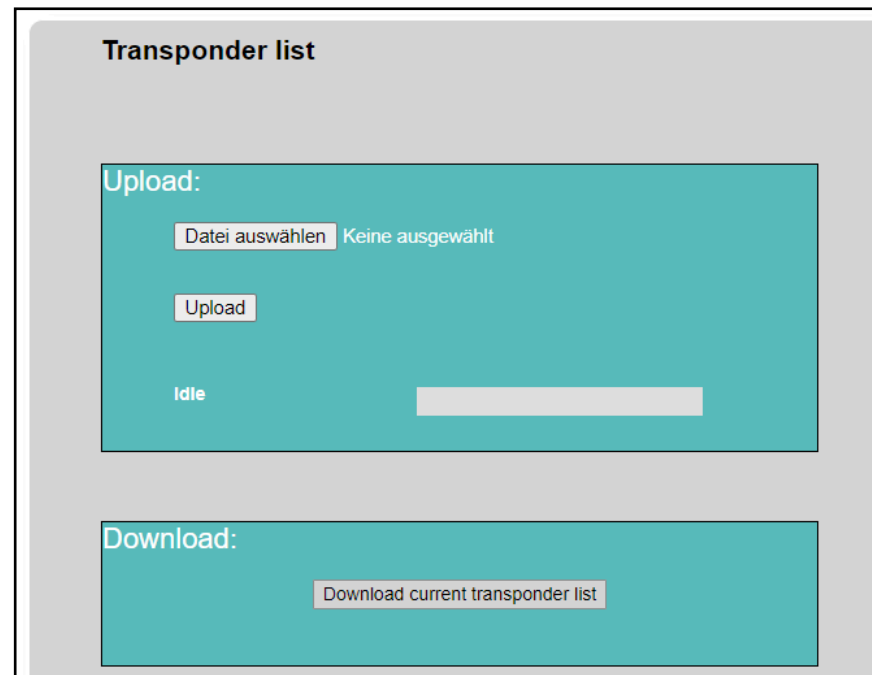 Transponder list
Upload:
Datei auswählen Keine ausgewählt
Upload
Idle
Download:
Download current transponder list